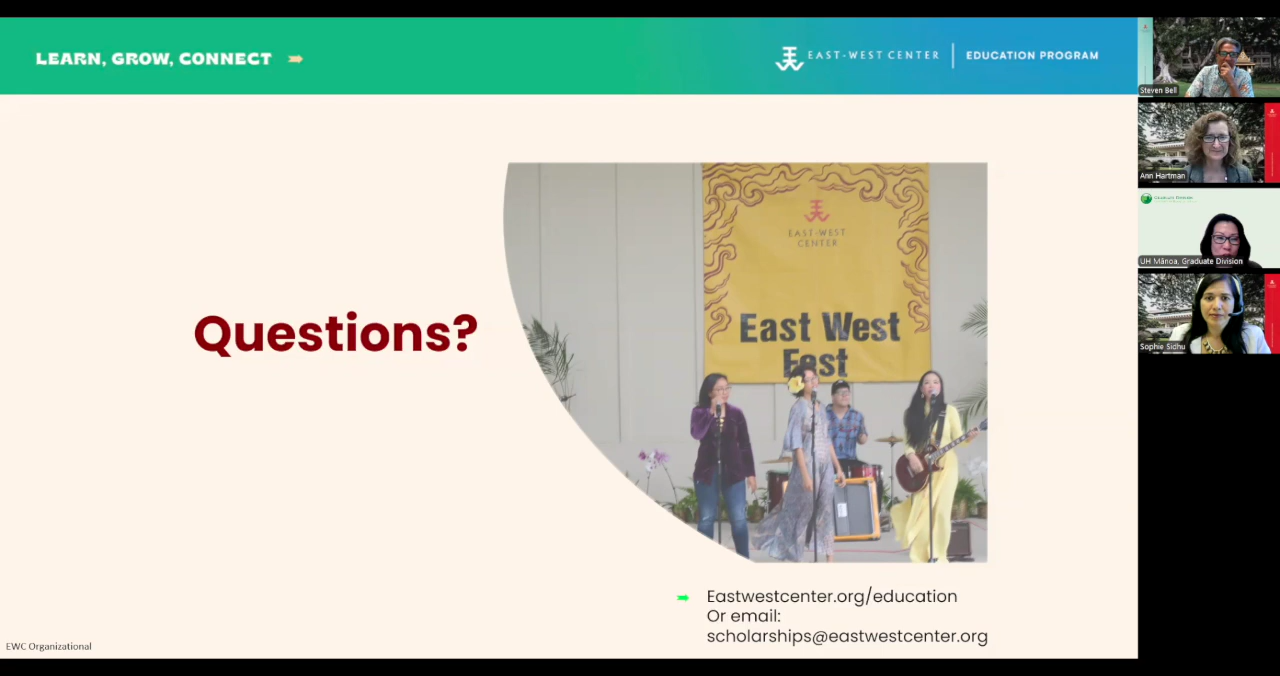 LEARN, GROW, CONNECT
EAST-WEST CENTER
EDUCATION PROGRAM
EAST-WEST
CENTER
East West
Fest
Questions?
Eastwestcenter.org/education
Or email:
scholarships@eastwestcenter.org
EWC Organizational
Steven Bell
Ann Hartman
UH Mānoa, Graduate Division
Sophie Sidhu